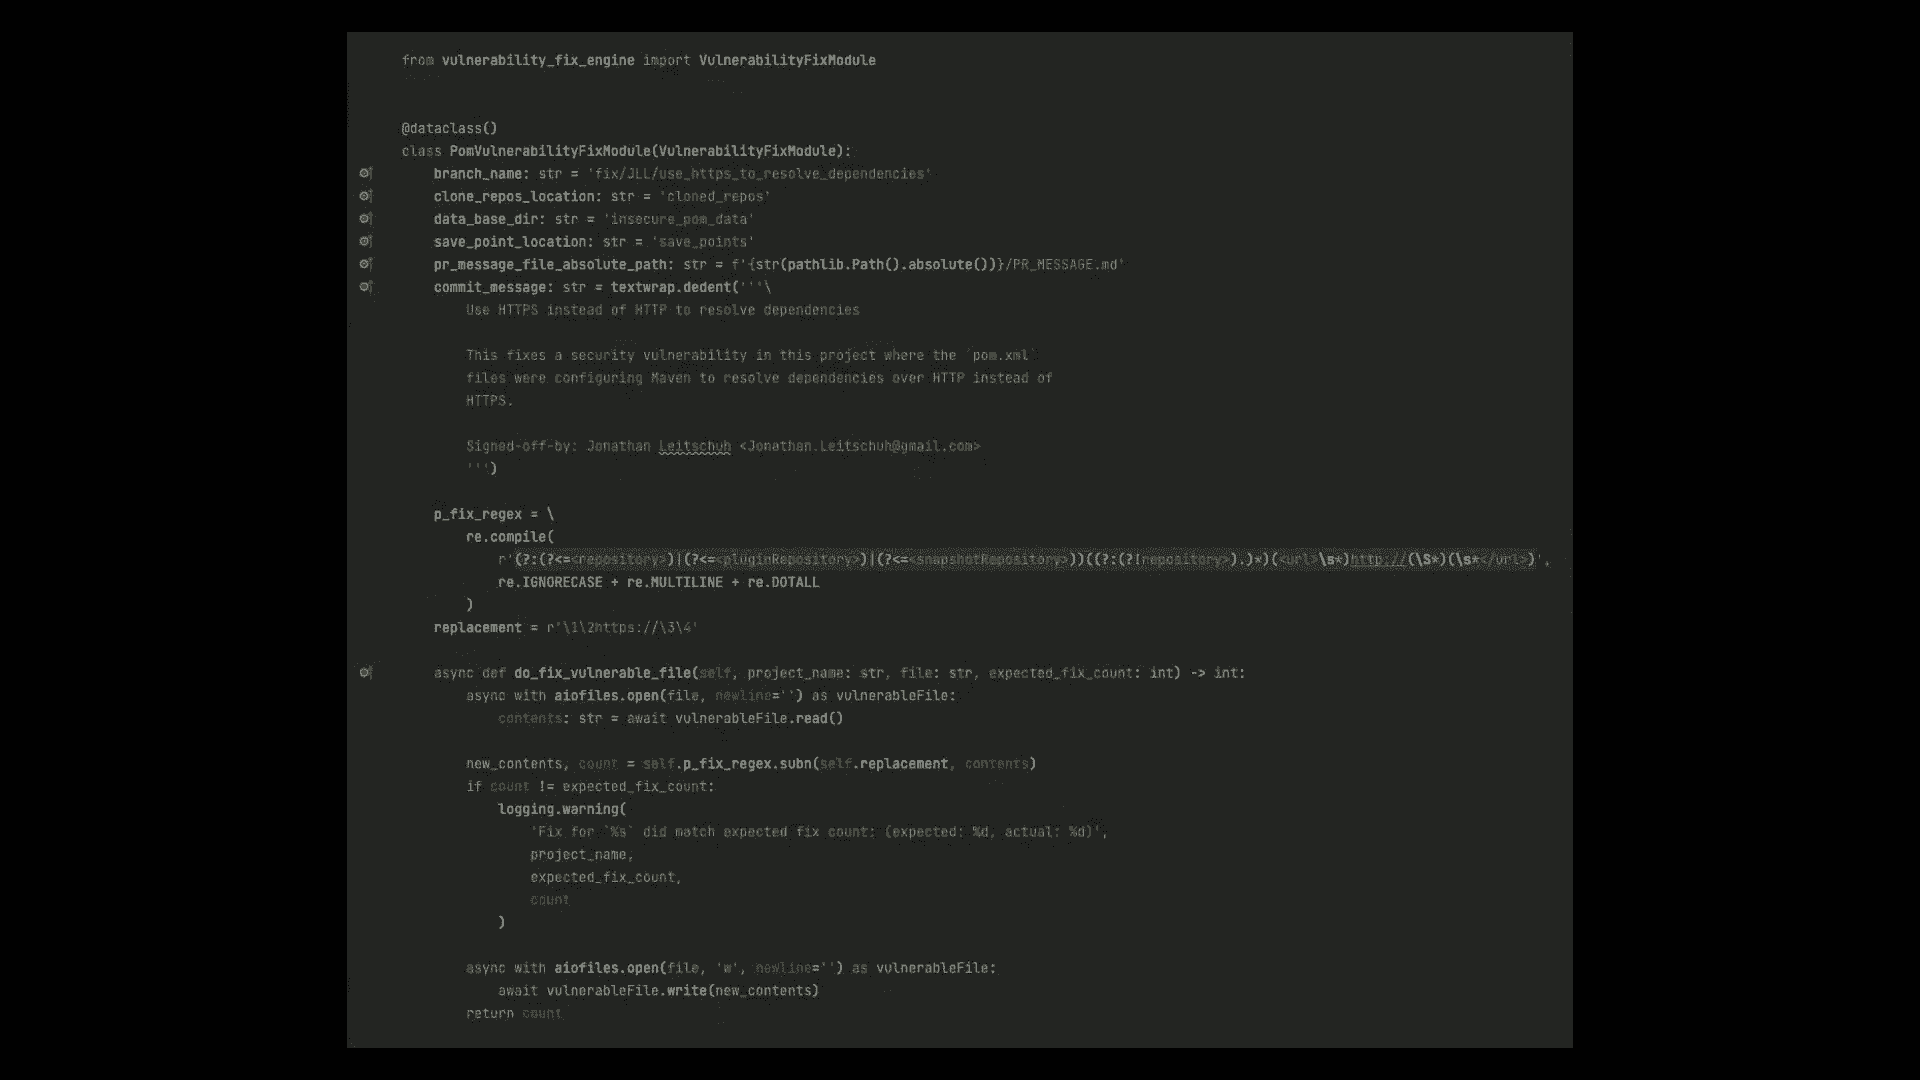 from vulnerability_fix_engine import VulnerabilityFixModule
@dataclass()
class PomVulnerabilityFixModule(VulnerabilityFixModule):
branch_name: str = 'fix/JLL/use_https_to_resolve_dependencies'
clone_repos_location: str = 'cloned_repos'
data_base_dir: str = 'insecure_pom_data'
save_point_location: str = 'save_points'
pr_message_file_absolute_path: str = f'{str(pathlib.Path().absolute())}/PR_MESSAGE.md'
commit_message: str = textwrap.dedent('''\
Use HTTPS instead of HTTP to resolve dependencies
This fixes a security vulnerability in this project where the `pom.xml`
files were configuring Maven to resolve dependencies over HTTP instead of
HTTPS.
Signed-off-by: Jonathan Leitschuh <Jonathan.Leitschuh@gmail.com>
''')
p_fix_regex = \
re.compile(
r'(?:(?<=<repository>)|(?<=<pluginRepository>)|(?<=<snapshotRepository>))((?:(?!repository>).)*)(<url>\s*)http://(\S*)(\s*</url>)',
re.IGNORECASE + re.MULTILINE + re.DOTALL
)
replacement = r'\1\2https://\3\4'
async def do_fix_vulnerable_file(self, project_name: str, file: str, expected_fix_count: int) -> int:
async with aiofiles.open(file, newline='') as vulnerableFile:
contents: str = await vulnerableFile.read()
new_contents, count = self.p_fix_regex.subn(self.replacement, contents)
if count != expected_fix_count:
logging.warning(
'Fix for `%s` did match expected fix count: (expected: %d, actual: %d)',
project_name,
expected_fix_count,
count
)
async with aiofiles.open(file, 'w', newline='') as vulnerableFile:
await vulnerableFile.write(new_contents)
return count